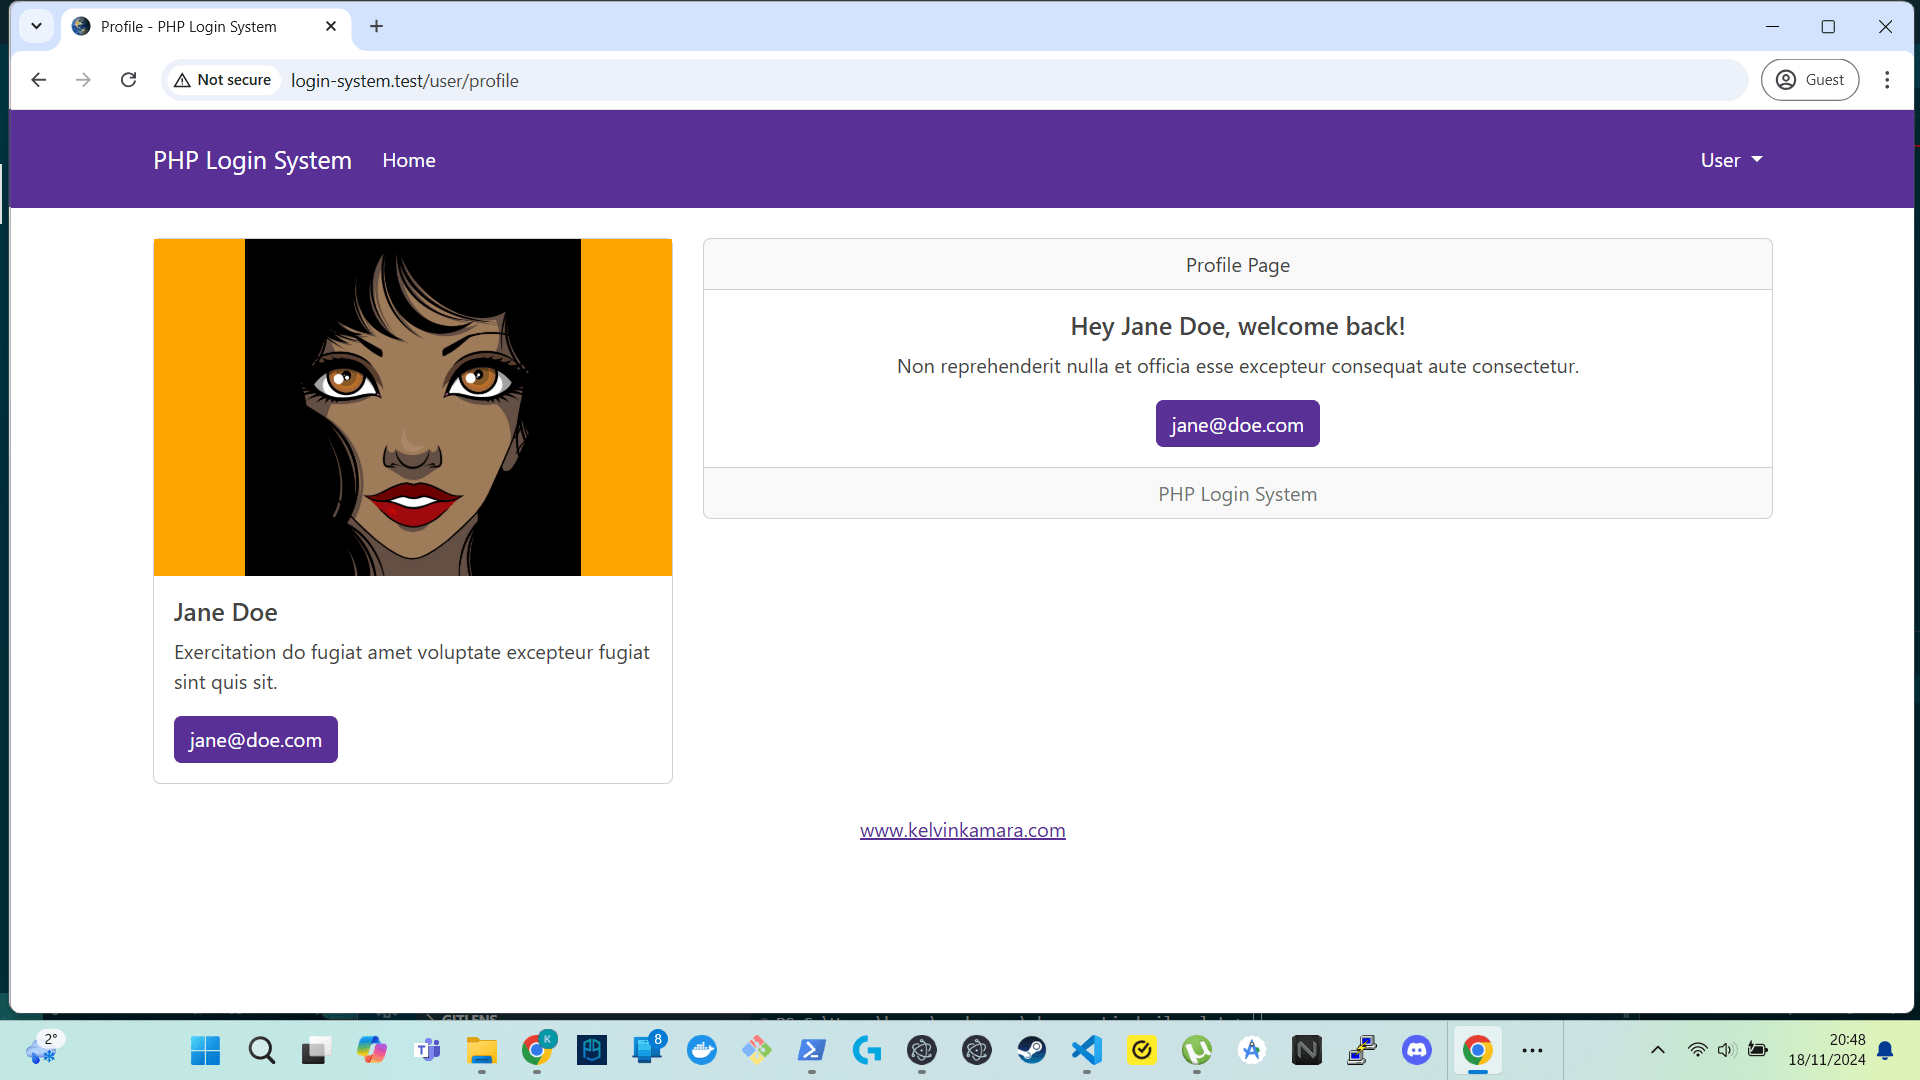 Profile - PHP Login System
Not secure
login-system.test/user/profile
Guest
PHP Login System
Home
User
Profile Page
Hey Jane Doe, welcome back!
Non reprehenderit nulla et officia esse excepteur consequat aute consectetur.
jane@doe.com
PHP Login System
Jane Doe
Exercitation do fugiat amet voluptate excepteur fugiat
sint quis sit.
jane@doe.com
www.kelvinkamara.com
GITLENS
2°
K
8
20:48
18/11/2024